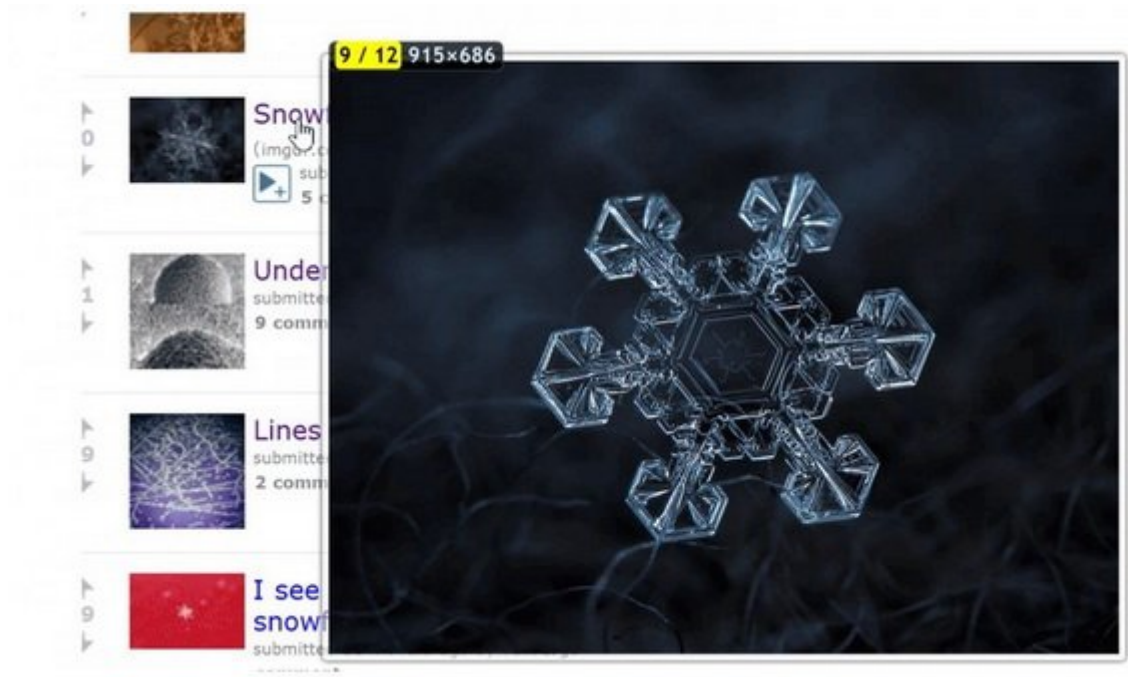 9 / 12 915×686
Snowf
0
(imgur.c
sub
5 c
Under
1
submitte
9 comm
Lines
9
submitte
2 comm
I see
9
snowf
submitte